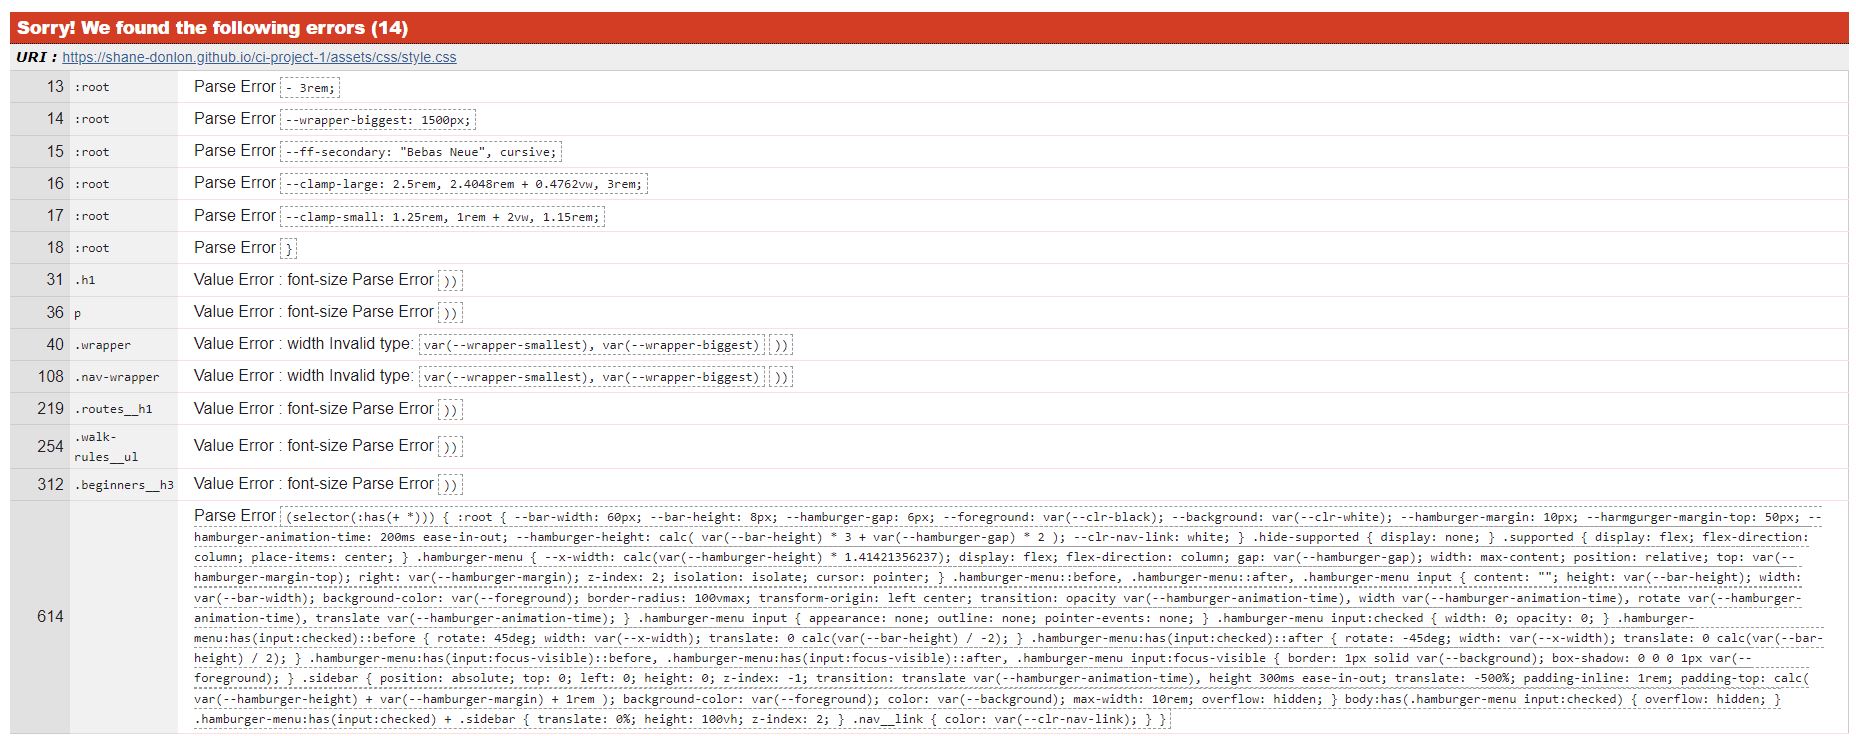 Sorry! We found the following errors (14)
URI : https://shane-donlon.github.io/ci-project-1/assets/css/style.css
13 :root Parse Error - 3rem;
14 :root Parse Error --wrapper-biggest: 1500px;
15 :root Parse Error --ff-secondary: "Bebas Neue", cursive;
16 :root Parse Error --clamp-large: 2.5rem, 2.4048rem + 0.4762vw, 3rem;
17 :root Parse Error --clamp-small: 1.25rem, 1rem + 2vw, 1.15rem;
18 :root Parse Error }
31 .h1 Value Error : font-size Parse Error ))
36 p Value Error : font-size Parse Error ))
40 .wrapper Value Error : width Invalid type: var(--wrapper-smallest), var(--wrapper-biggest) ))
108 .nav-wrapper Value Error : width Invalid type: var(--wrapper-smallest), var(--wrapper-biggest) ))
219 .routes__h1 Value Error : font-size Parse Error ))
254 .walk-
rules__ul Value Error : font-size Parse Error ))
312 .beginners__h3 Value Error : font-size Parse Error ))
614 Parse Error (selector(:has(+ *))) { :root { --bar-width: 60px; --bar-height: 8px; --hamburger-gap: 6px; --foreground: var(--clr-black); --background: var(--clr-white); --hamburger-margin: 10px; --harmgurger-margin-top: 50px; --
hamburger-animation-time: 200ms ease-in-out; --hamburger-height: calc( var(--bar-height) * 3 + var(--hamburger-gap) * 2 ); --clr-nav-link: white; } .hide-supported { display: none; } .supported { display: flex; flex-direction:
column; place-items: center; } .hamburger-menu { --x-width: calc(var(--hamburger-height) * 1.41421356237); display: flex; flex-direction: column; gap: var(--hamburger-gap); width: max-content; position: relative; top: var(--
hamburger-margin-top); right: var(--hamburger-margin); z-index: 2; isolation: isolate; cursor: pointer; } .hamburger-menu::before, .hamburger-menu::after, .hamburger-menu input { content: ""; height: var(--bar-height); width:
var(--bar-width); background-color: var(--foreground); border-radius: 100vmax; transform-origin: left center; transition: opacity var(--hamburger-animation-time), width var(--hamburger-animation-time), rotate var(--hamburger-
animation-time), translate var(--hamburger-animation-time); } .hamburger-menu input { appearance: none; outline: none; pointer-events: none; } .hamburger-menu input:checked { width: 0; opacity: 0; } .hamburger-
menu:has(input:checked)::before { rotate: 45deg; width: var(--x-width); translate: 0 calc(var(--bar-height) / -2); } .hamburger-menu:has(input:checked)::after { rotate: -45deg; width: var(--x-width); translate: 0 calc(var(--bar-
height) / 2); } .hamburger-menu:has(input:focus-visible)::before, .hamburger-menu:has(input:focus-visible)::after, .hamburger-menu input:focus-visible { border: 1px solid var(--background); box-shadow: 0 0 0 1px var(--
foreground); } .sidebar { position: absolute; top: 0; left: 0; height: 0; z-index: -1; transition: translate var(--hamburger-animation-time), height 300ms ease-in-out; translate: -500%; padding-inline: 1rem; padding-top: calc(
var(--hamburger-height) + var(--hamburger-margin) + 1rem ); background-color: var(--foreground); color: var(--background); max-width: 10rem; overflow: hidden; } body:has(.hamburger-menu input:checked) { overflow: hidden; }
.hamburger-menu:has(input:checked) + .sidebar { translate: 0%; height: 100vh; z-index: 2; } .nav__link { color: var(--clr-nav-link); } }